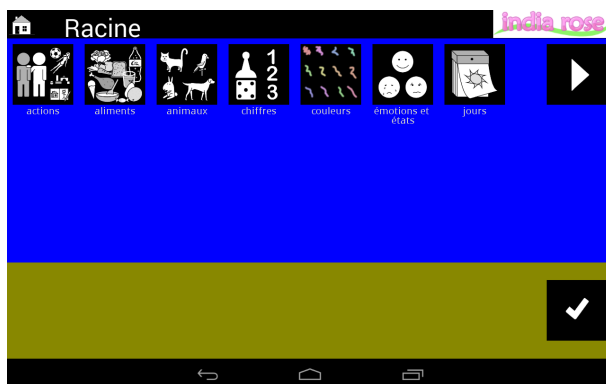 Racine
india rose
1
2
3
actions
aliments
animaux
chiffres
couleurs
émotions et
états
jours